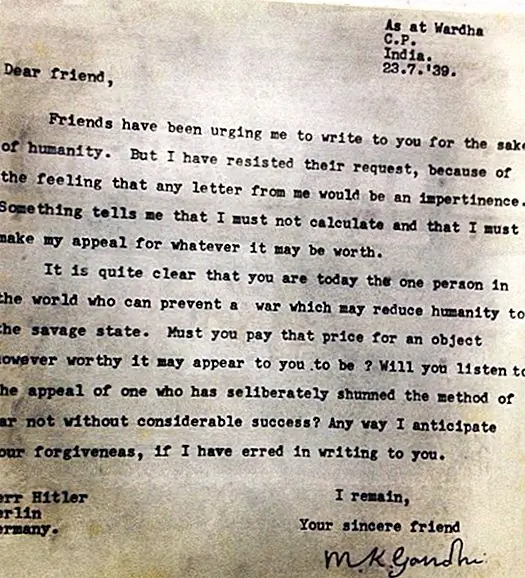 As at Wardha
C.P.
India.
23.7.'39.
Dear friend,
Friends have been urging me to write to you for the sake
of humanity. But I have resisted their request, because of
the feeling that any letter from me would be an impertinence.
Something tells me that I must not calculate and that I must
make my appeal for whatever it may be worth.
It is quite clear that you are today the one person in
the world who can prevent a war which may reduce humanity to
the savage state. Must you pay that price for an object
owever worthy it may appear to you to be ? Will you listen to
he appeal of one who has seliberately shunned the method of
ar not without considerable success? Any way I anticipate
our forgiveneas, if I have erred in writing to you.
I remain,
err Hitler
erlin
ermany.
Your sincere friend
M.K.Gandhi